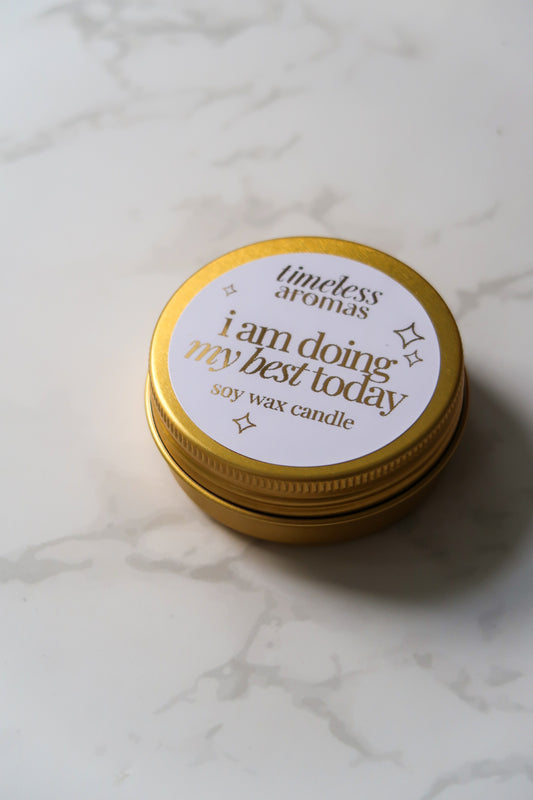 timeless
aromas
i am doing
my best today
soy wax candle